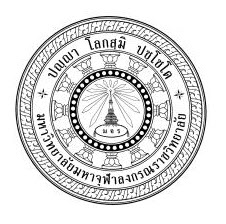 ปญฺญา โลกสฺมิ ปชฺโชโต
ม จ ร
มหาวิทยาลัยมหาจุฬาลงกรณราชวิทยาลัย